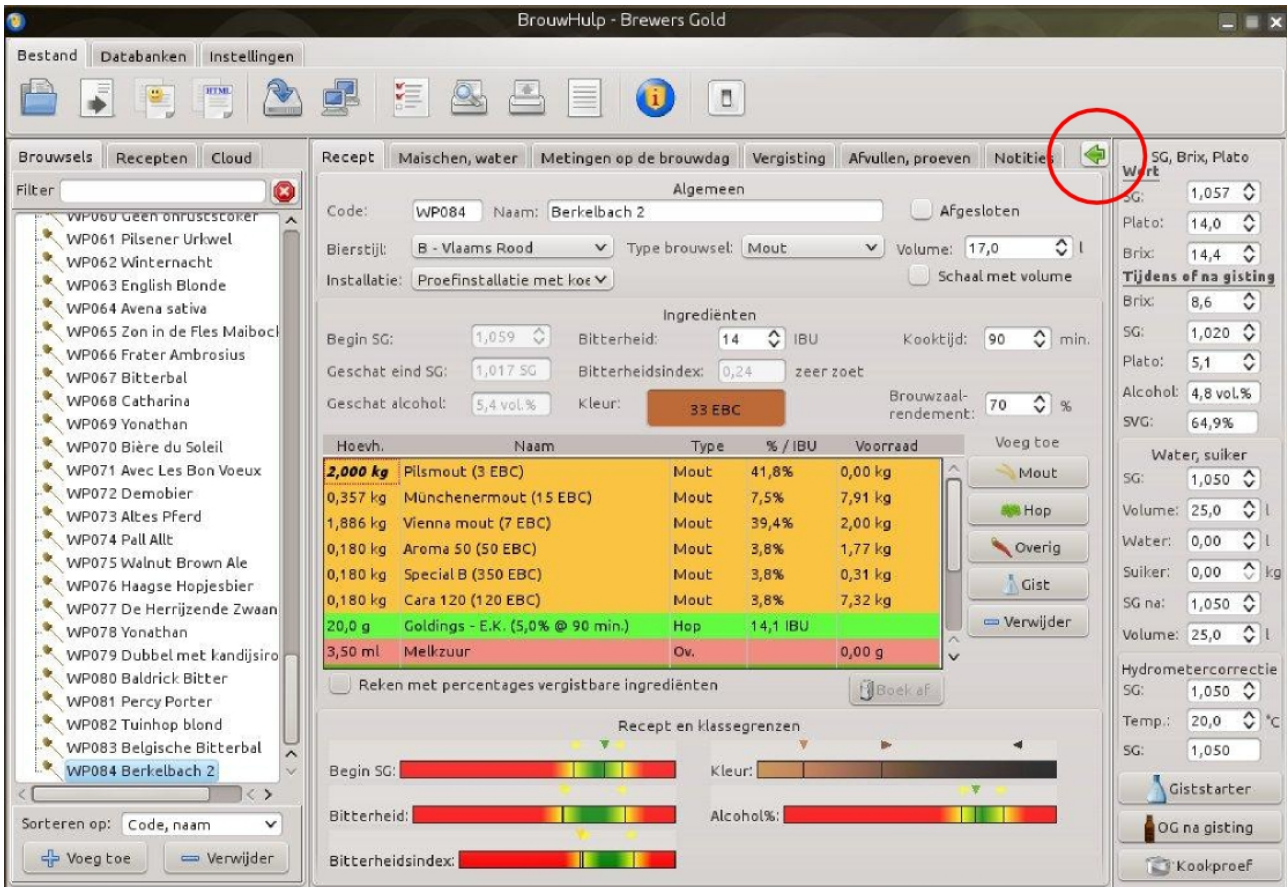 BrouwHulp - Brewers Gold
Bestand Databanken Instellingen
HTML
Brouwsels Recepten Cloud
Filter
WP060 Geen onruststoker
WP061 Pilsener Urkwel
WP062 Winternacht
WP063 English Blonde
WP064 Avena sativa
WP065 Zon in de Fles Maibock
WP066 Frater Ambrosius
WP067 Bitterbal
WP068 Catharina
WP069 Yonathan
WP070 Bière du Soleil
WP071 Avec Les Bon Voeux
WP072 Demobier
WP073 Altes Pferd
WP074 Pall Allt
WP075 Walnut Brown Ale
WP076 Haagse Hopjesbier
WP077 De Herrijzende Zwaan
WP078 Yonathan
WP079 Dubbel met kandijsiro
WP080 Baldrick Bitter
WP081 Percy Porter
WP082 Tuinhop blond
WP083 Belgische Bitterbal
WP084 Berkelbach 2
Sorteren op: Code, naam
Voeg toe Verwijder
Recept Maischen, water Metingen op de brouwdag Vergisting Afvullen, proeven Notities
Algemeen
Code: WP084 Naam: Berkelbach 2 Afgesloten
Bierstijl: B - Vlaams Rood Type brouwsel: Mout Volume: 17,0 l
Installatie: Proefinstallatie met koe Schaal met volume
Ingrediënten
Begin SG: 1,059 Bitterheid: 14 IBU Kooktijd: 90 min.
Geschat eind SG: 1,017 SG Bitterheidsindex: 0,24 zeer zoet
Geschat alcohol: 5,4 vol.% Kleur: 33 EBC Brouwzaal-
rendement: 70 %
Hoevh. Naam Type % / IBU Voorraad
2,000 kg Pilsmout (3 EBC) Mout 41,8% 0,00 kg
0,357 kg Münchenermout (15 EBC) Mout 7,5% 7,91 kg
1,886 kg Vienna mout (7 EBC) Mout 39,4% 2,00 kg
0,180 kg Aroma 50 (50 EBC) Mout 3,8% 1,77 kg
0,180 kg Special B (350 EBC) Mout 3,8% 0,31 kg
0,180 kg Cara 120 (120 EBC) Mout 3,8% 7,32 kg
20,0 g Goldings - E.K. (5,0% @ 90 min.) Hop 14,1 IBU
3,50 ml Melkzuur Ov. 0,00 g
Voeg toe
Mout
Hop
Overig
Gist
Verwijder
Reken met percentages vergistbare ingrediënten Boek af
Recept en klassegrenzen
Begin SG: Kleur:
Bitterheid: Alcohol%:
Bitterheidsindex:
SG, Brix, Plato
Wort
SG: 1,057
Plato: 14,0
Brix: 14,4
Tijdens of na gisting
Brix: 8,6
SG: 1,020
Plato: 5,1
Alcohol: 4,8 vol.%
SVG: 64,9%
Water, suiker
SG: 1,050
Volume: 25,0 l
Water: 0,00 l
Suiker: 0,00 kg
SG na: 1,050
Volume: 25,0 l
Hydrometercorrectie
SG: 1,050
Temp.: 20,0 °C
SG: 1,050
Giststarter
OG na gisting
Kookproef